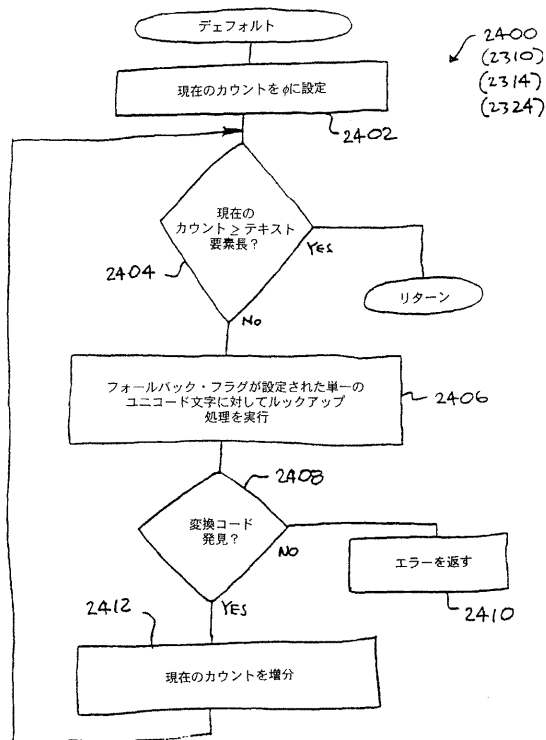 デェフォルト
2400
(2310)
(2314)
(2324)
現在のカウントをφに設定
2402
現在の
カウント ≥ テキスト
要素長？
YES
2404
リターン
NO
フォールバック・フラグが設定された単一の
ユニコード文字に対してルックアップ
処理を実行
2406
2408
変換コード
発見？
NO
エラーを返す
2410
2412
YES
現在のカウントを増分